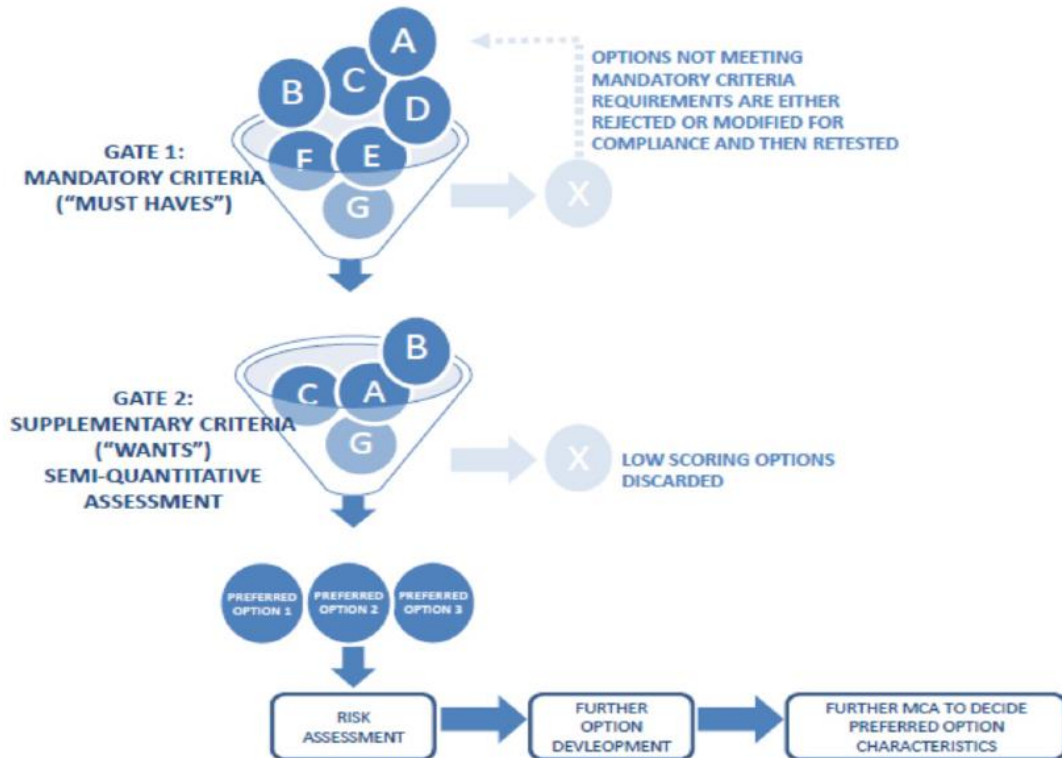 A
B
C
D
F
E
G
GATE 1:
MANDATORY CRITERIA
("MUST HAVES")
X
OPTIONS NOT MEETING
MANDATORY CRITERIA
REQUIREMENTS ARE EITHER
REJECTED OR MODIFIED FOR
COMPLIANCE AND THEN RETESTED
B
C
A
G
GATE 2:
SUPPLEMENTARY CRITERIA
("WANTS")
SEMI-QUANTITATIVE
ASSESSMENT
X
LOW SCORING OPTIONS
DISCARDED
PREFERRED
OPTION 1
PREFERRED
OPTION 2
PREFERRED
OPTION 3
RISK
ASSESSMENT
FURTHER
OPTION
DEVLEOPMENT
FURTHER MCA TO DECIDE
PREFERRED OPTION
CHARACTERISTICS